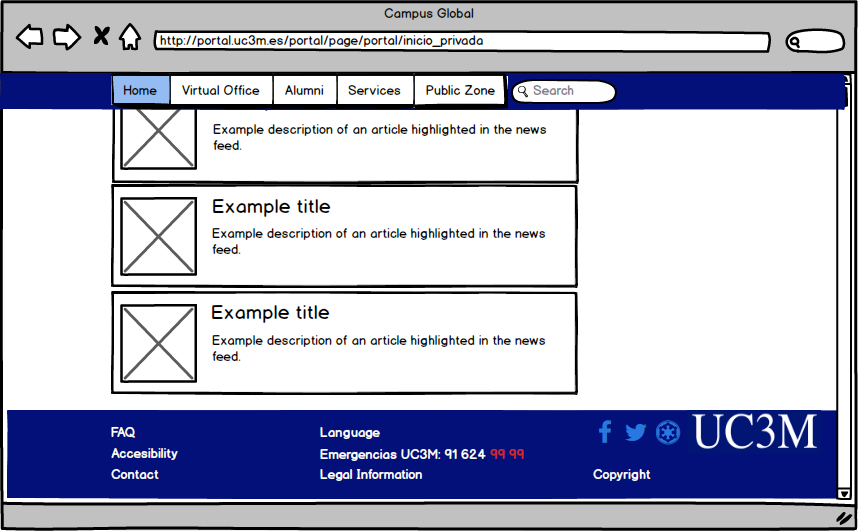 Campus Global
http://portal.uc3m.es/portal/page/portal/inicio_privada
Home Virtual Office Alumni Services Public Zone Search
Example description of an article highlighted in the news
feed.
Example title
Example description of an article highlighted in the news
feed.
Example title
Example description of an article highlighted in the news
feed.
FAQ Language UC3M
Accesibility Emergencias UC3M: 91 624 99 99
Contact Legal Information Copyright